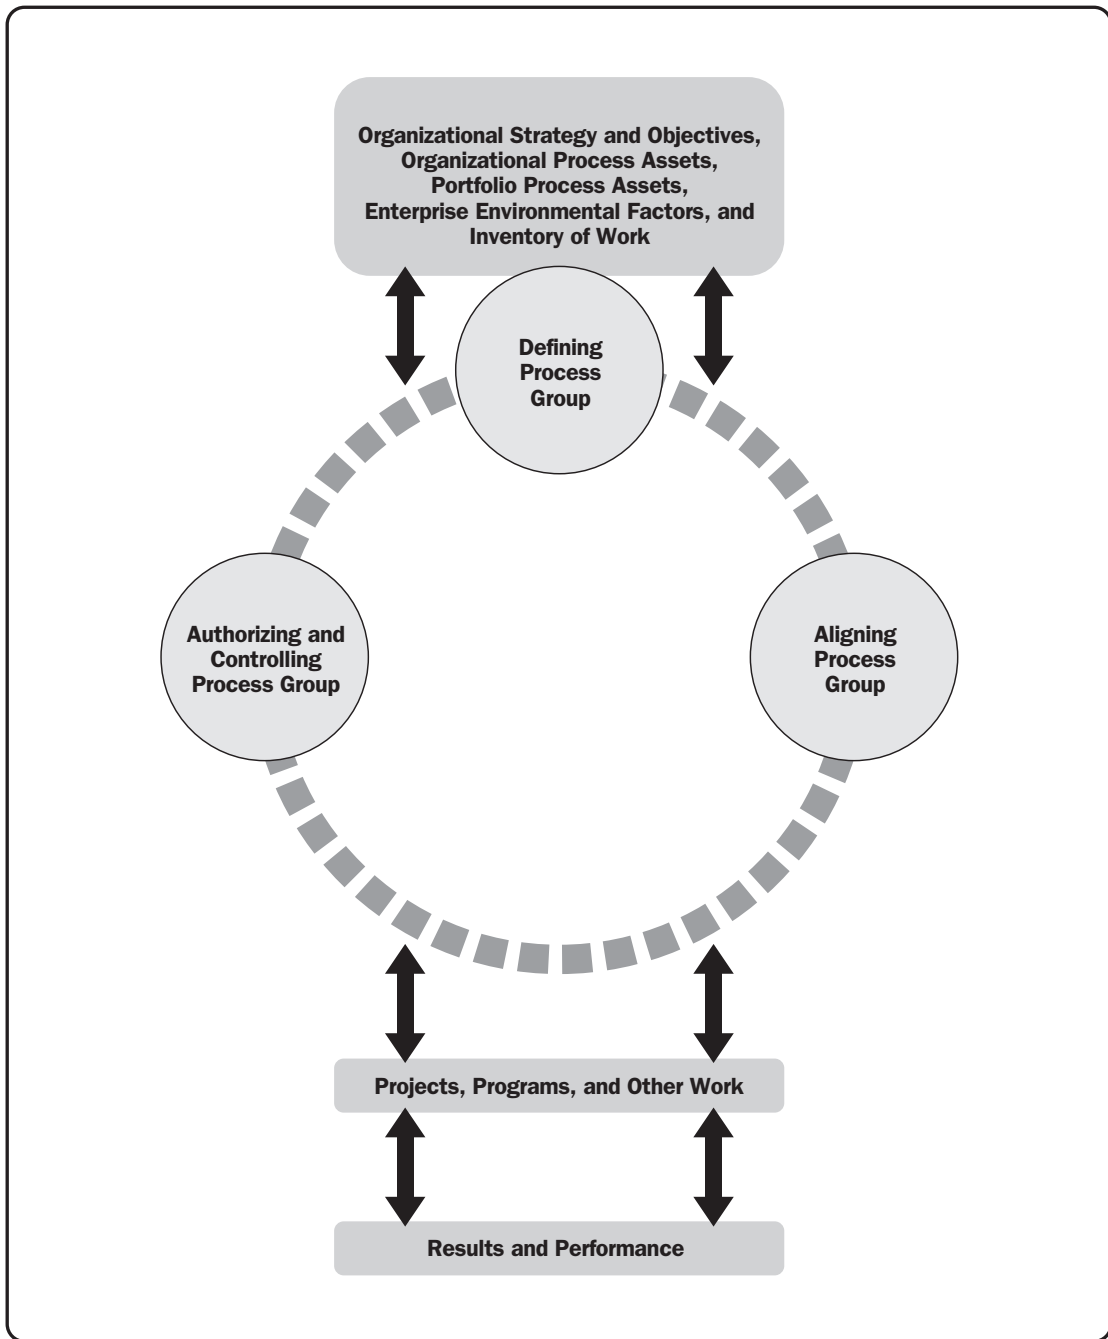 Organizational Strategy and Objectives,
Organizational Process Assets,
Portfolio Process Assets,
Enterprise Environmental Factors, and
Inventory of Work
Defining
Process
Group
Authorizing and
Controlling
Process Group
Aligning
Process
Group
Projects, Programs, and Other Work
Results and Performance